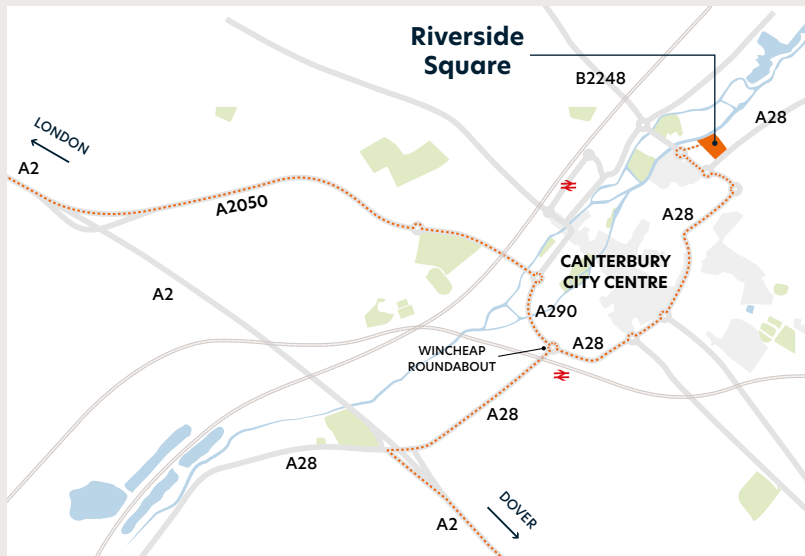 Riverside
Square
B2248
A28
LONDON
A2
A2050
A28
A2
CANTERBURY
CITY CENTRE
A290
A28
WINCHEAP
ROUNDABOUT
A28
A28
DOVER
A2